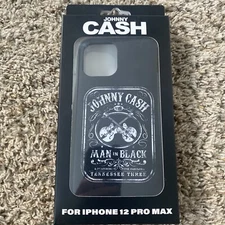 JOHNNY
CASH
JOHNNY CASH
MAN IN BLACK
TENNESSEE THREE
FOR IPHONE 12 PRO MAX